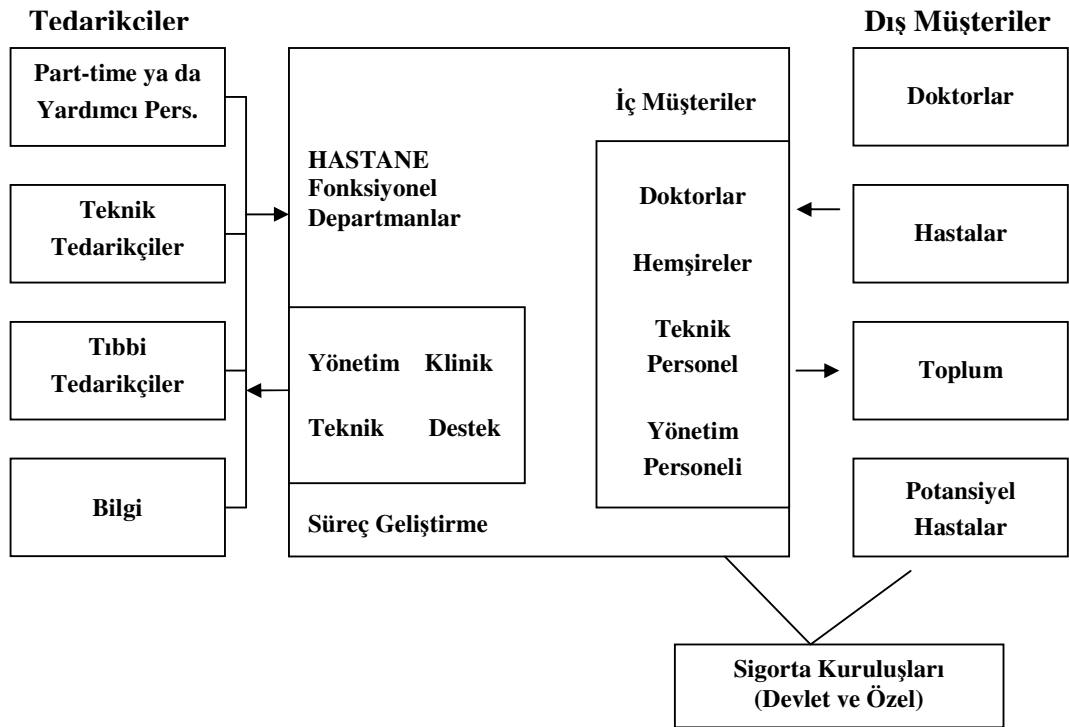 Tedarikciler
Part-time ya da
Yardımcı Pers.
Teknik
Tedarikçiler
Tıbbi
Tedarikçiler
Bilgi
HASTANE
Fonksiyonel
Departmanlar
Yönetim Klinik
Teknik Destek
Süreç Geliştirme
İç Müşteriler
Doktorlar
Hemşireler
Teknik
Personel
Yönetim
Personeli
Dış Müşteriler
Doktorlar
Hastalar
Toplum
Potansiyel
Hastalar
Sigorta Kuruluşları
(Devlet ve Özel)